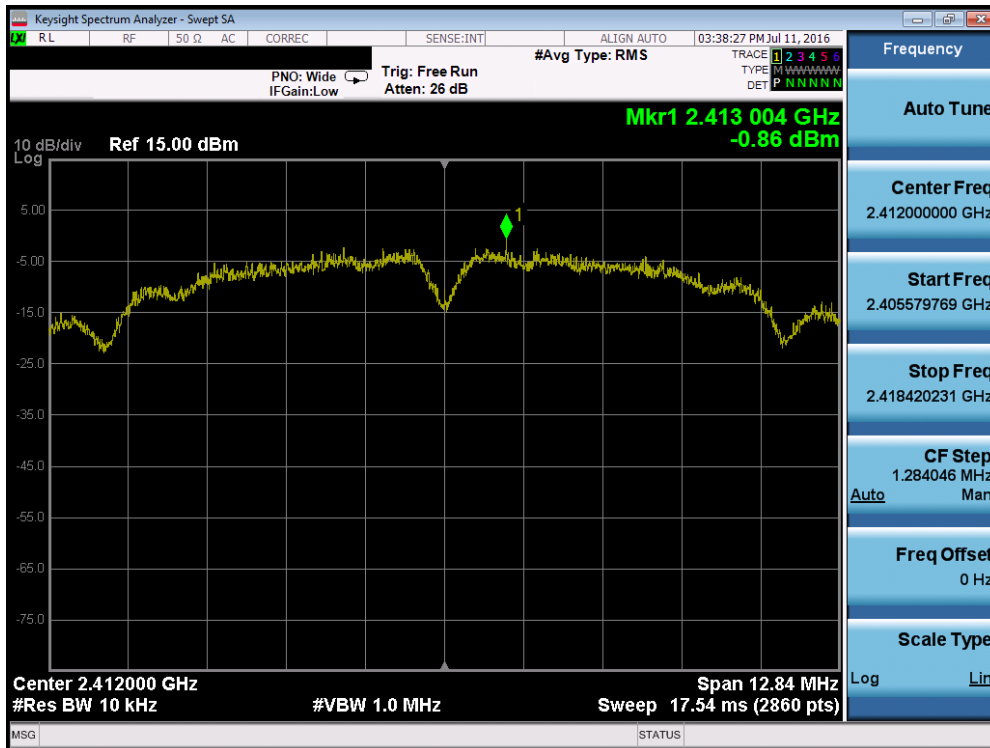 Keysight Spectrum Analyzer - Swept SA
LXI RL RF 50 Ω AC CORREC SENSE:INT ALIGN AUTO 03:38:27 PM Jul 11, 2016
#Avg Type: RMS
TRACE 1 2 3 4 5 6
TYPE M WWWWW
DET P N N N N N
PNO: Wide
IFGain:Low
Trig: Free Run
Atten: 26 dB
Mkr1 2.413 004 GHz
-0.86 dBm
10 dB/div Ref 15.00 dBm
Log
1
5.00
-5.00
-15.0
-25.0
-35.0
-45.0
-55.0
-65.0
-75.0
Center 2.412000 GHz Span 12.84 MHz
#Res BW 10 kHz #VBW 1.0 MHz Sweep 17.54 ms (2860 pts)
MSG STATUS
Frequency
Auto Tune
Center Freq
2.412000000 GHz
Start Freq
2.405579769 GHz
Stop Freq
2.418420231 GHz
CF Step
1.284046 MHz
Auto Man
Freq Offset
0 Hz
Scale Type
Log Lin